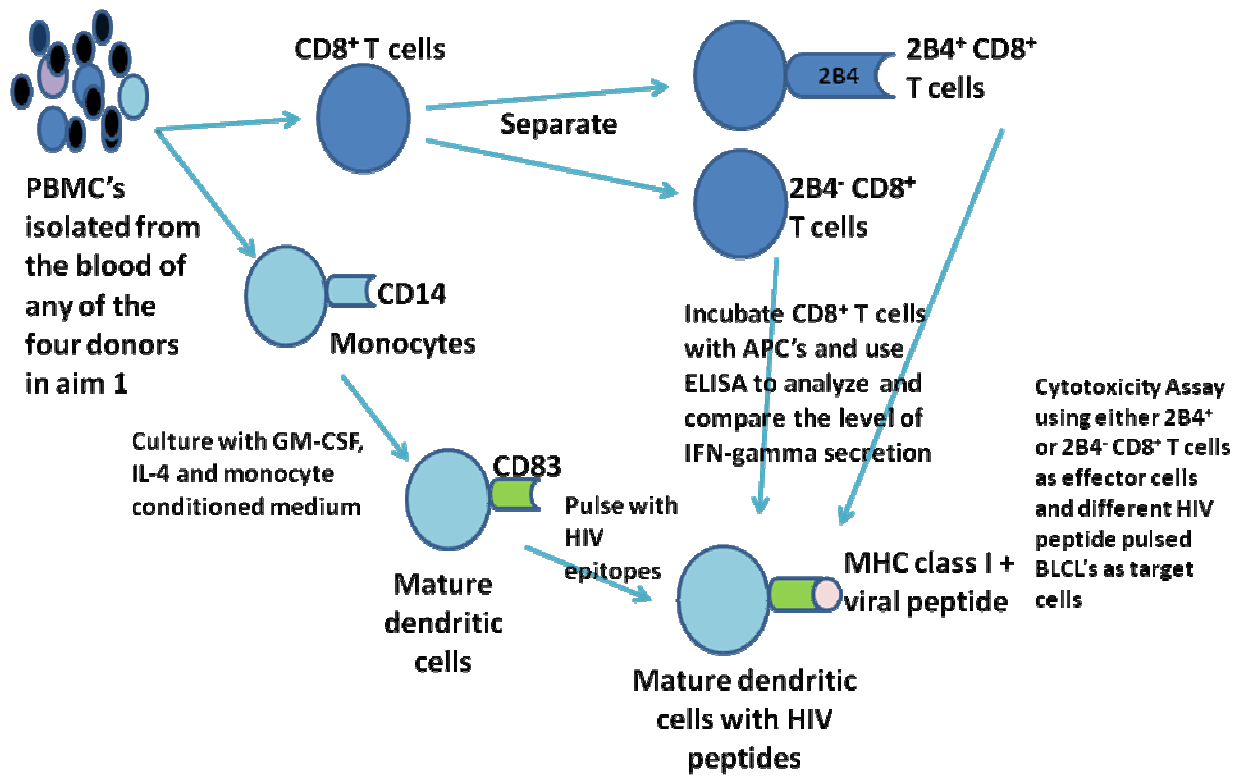 CD8⁺ T cells
2B4
2B4⁺ CD8⁺
T cells
Separate
PBMC's
isolated from
the blood of
any of the
four donors
in aim 1
2B4⁻ CD8⁺
T cells
CD14
Monocytes
Incubate CD8⁺ T cells
with APC's and use
ELISA to analyze and
compare the level of
IFN-gamma secretion
Cytotoxicity Assay
using either 2B4⁺
or 2B4⁻ CD8⁺ T cells
as effector cells
and different HIV
peptide pulsed
BLCL's as target
cells
Culture with GM-CSF,
IL-4 and monocyte
conditioned medium
CD83
Pulse with
HIV
epitopes
Mature
dendritic
cells
MHC class I +
viral peptide
Mature dendritic
cells with HIV
peptides